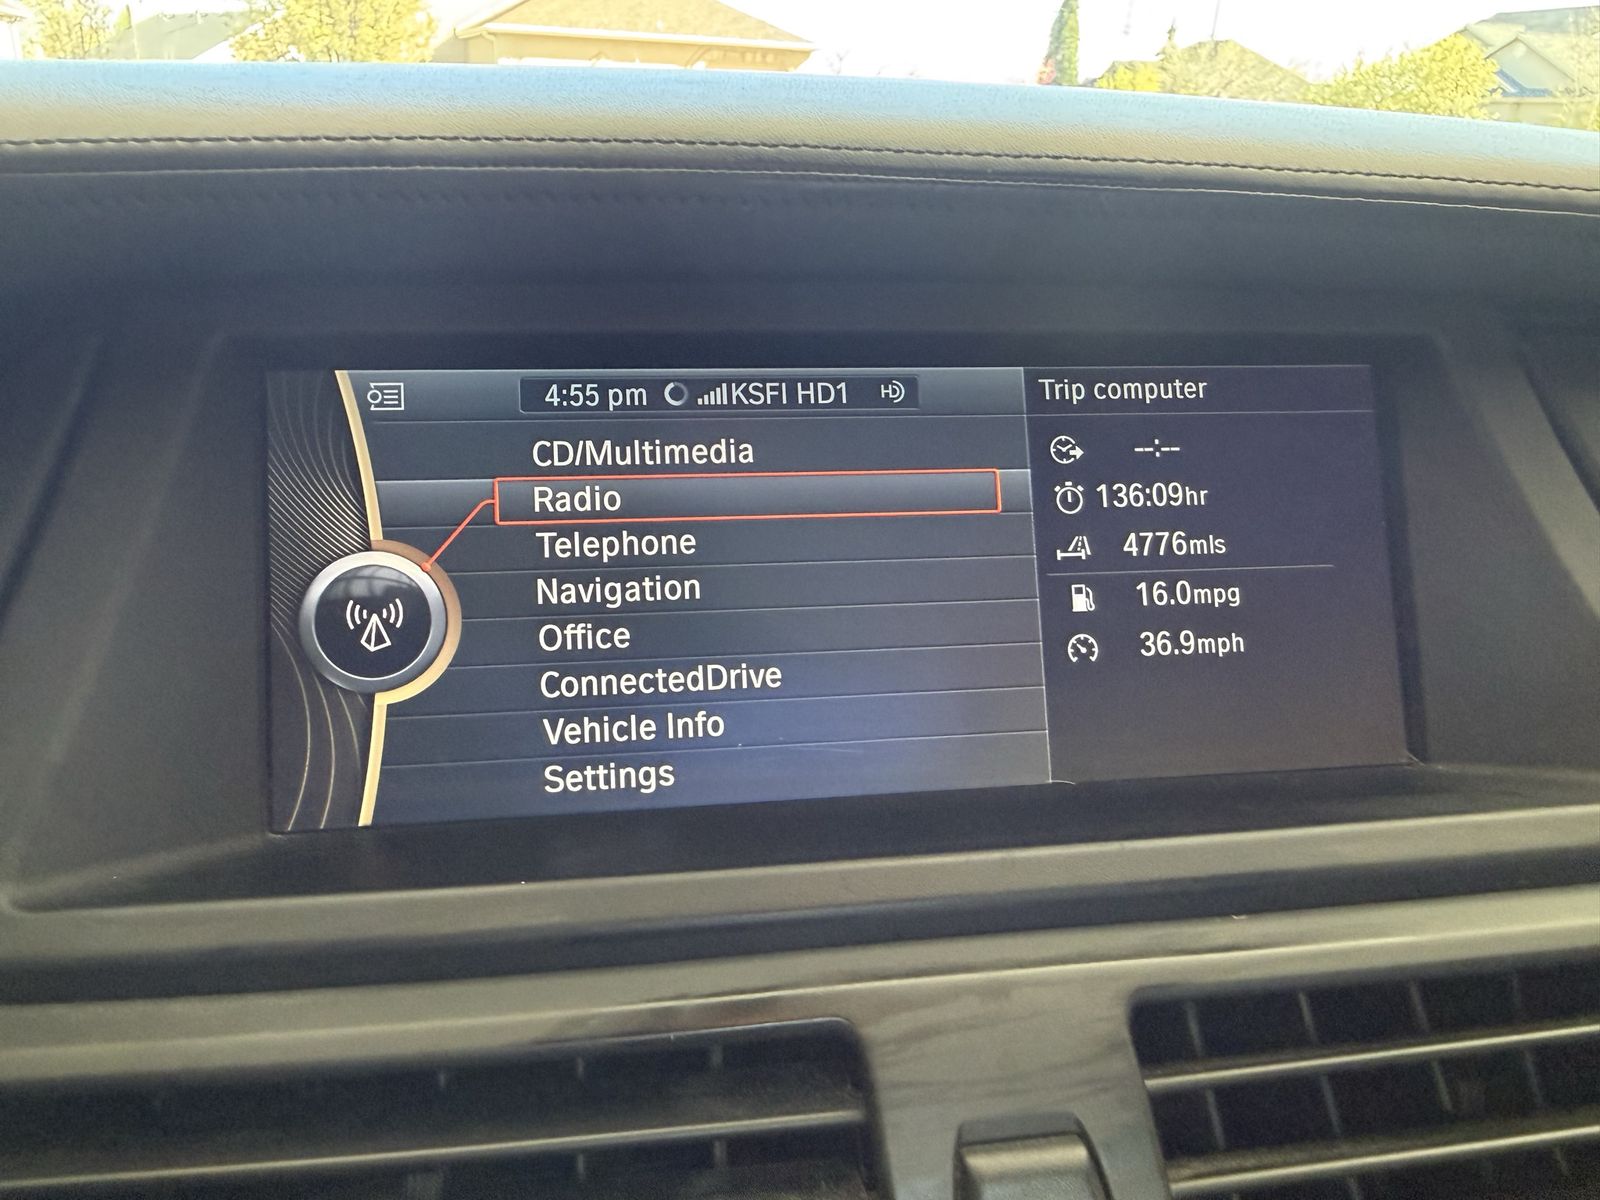 4:55 pm KSFI HD1 HD
CD/Multimedia
Radio
Telephone
Navigation
Office
ConnectedDrive
Vehicle Info
Settings
Trip computer
--:--
136:09hr
4776mls
16.0mpg
36.9mph